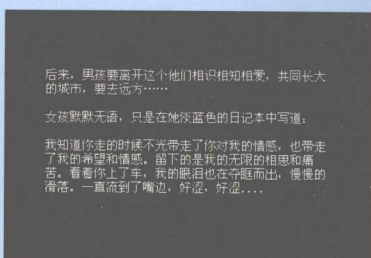 后来，男孩要离开这个他们相识相知相爱，共同长大
的城市，要去远方……
女孩默默无语，只是在她淡蓝色的日记本中写道：
我知道你走的时候不光带走了你对我的情感，也带走
了我的希望和情感。留下的是我的无限的相思和痛
苦。看着你上了车，我的眼泪也在夺眶而出，慢慢的
滑落。一直流到了嘴边，好涩，好涩....